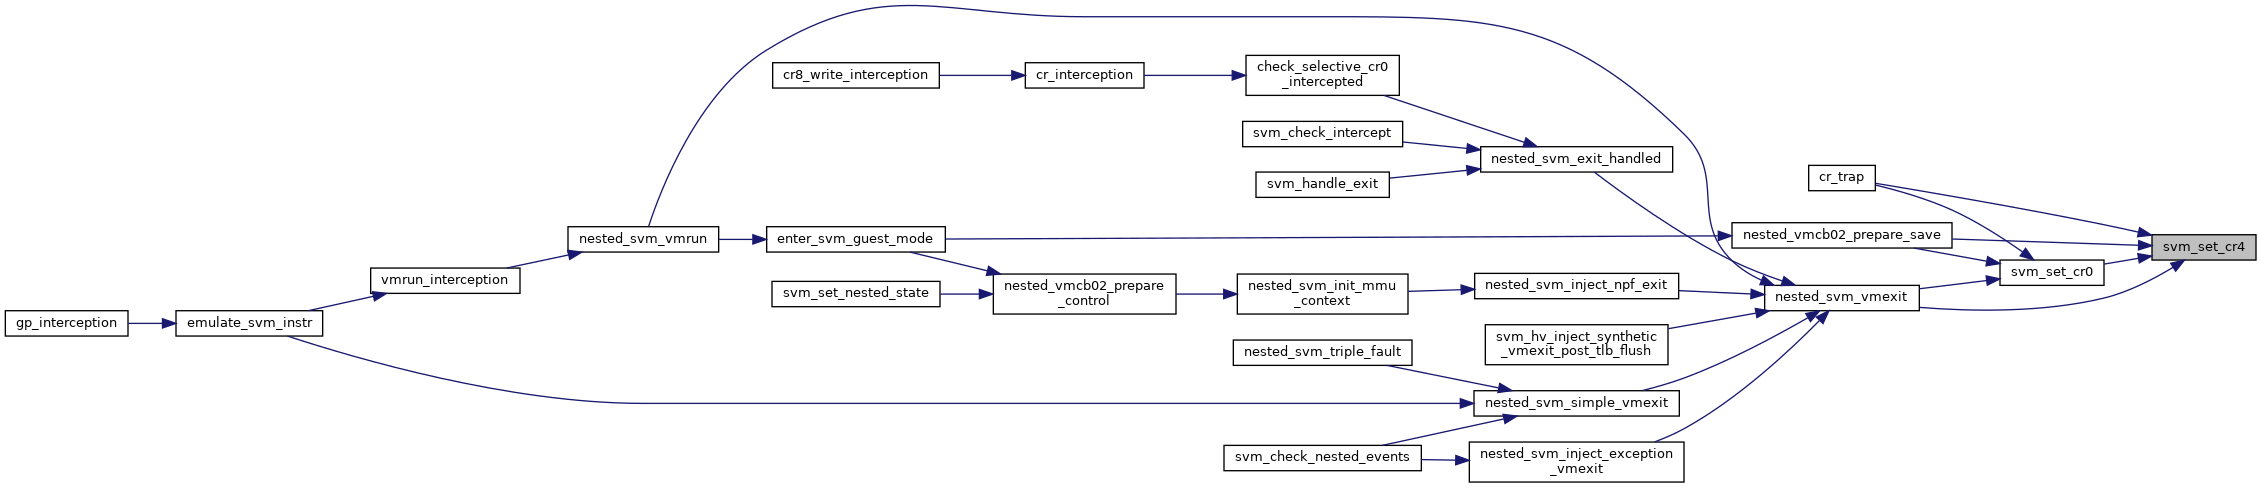 check_selective_cr0
_intercepted
cr8_write_interception
cr_interception
svm_check_intercept
nested_svm_exit_handled
cr_trap
svm_handle_exit
nested_svm_vmrun
enter_svm_guest_mode
nested_vmcb02_prepare_save
svm_set_cr4
svm_set_cr0
vmrun_interception
svm_set_nested_state
nested_vmcb02_prepare
_control
nested_svm_init_mmu
_context
nested_svm_inject_npf_exit
nested_svm_vmexit
gp_interception
emulate_svm_instr
svm_hv_inject_synthetic
_vmexit_post_tlb_flush
nested_svm_triple_fault
nested_svm_simple_vmexit
svm_check_nested_events
nested_svm_inject_exception
_vmexit